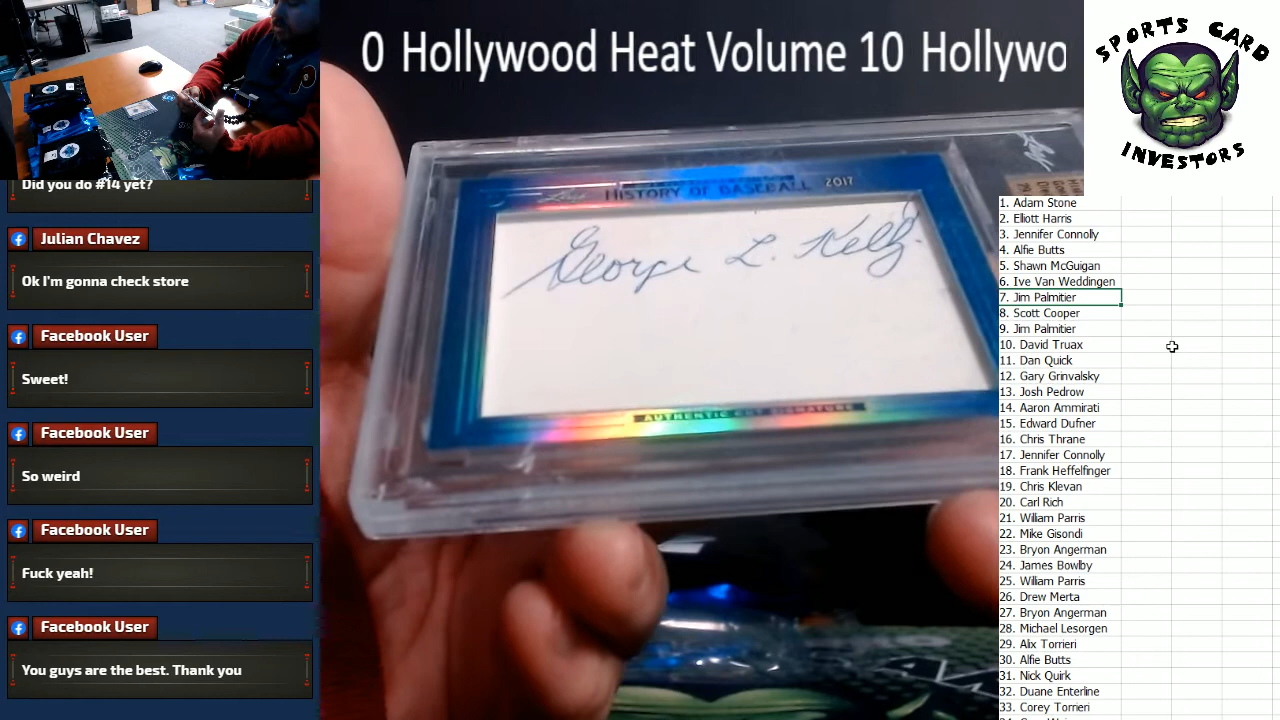 0 Hollywood Heat Volume 10 Hollywo
SPORTS CARD
INVESTORS
Did you do #14 yet?
Julian Chavez
Ok I'm gonna check store
Facebook User
Sweet!
Facebook User
So weird
Facebook User
Fuck yeah!
Facebook User
You guys are the best. Thank you
Leaf
HISTORY OF BASEBALL 2017
George L. Kelly
AUTHENTIC CUT SIGNATURE
1. Adam Stone
2. Elliott Harris
3. Jennifer Connolly
4. Alfie Butts
5. Shawn McGuigan
6. Ive Van Weddingen
7. Jim Palmitier
8. Scott Cooper
9. Jim Palmitier
10. David Truax
11. Dan Quick
12. Gary Grinvalsky
13. Josh Pedrow
14. Aaron Ammirati
15. Edward Dufner
16. Chris Thrane
17. Jennifer Connolly
18. Frank Heffelfinger
19. Chris Klevan
20. Carl Rich
21. William Parris
22. Mike Gisondi
23. Bryon Angerman
24. James Bowlby
25. William Parris
26. Drew Merta
27. Bryon Angerman
28. Michael Lesorgen
29. Alix Torrieri
30. Alfie Butts
31. Nick Quirk
32. Duane Enterline
33. Corey Torrieri